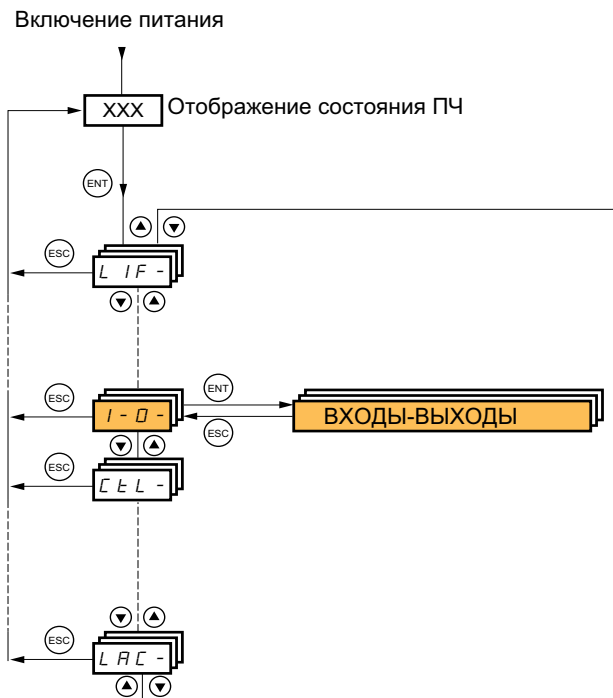 Включение питания
XXX Отображение состояния ПЧ
ENT
ESC
L IF -
ESC
I - O -
ENT
ВХОДЫ-ВЫХОДЫ
ESC
ESC
C t L -
ESC
L A C -